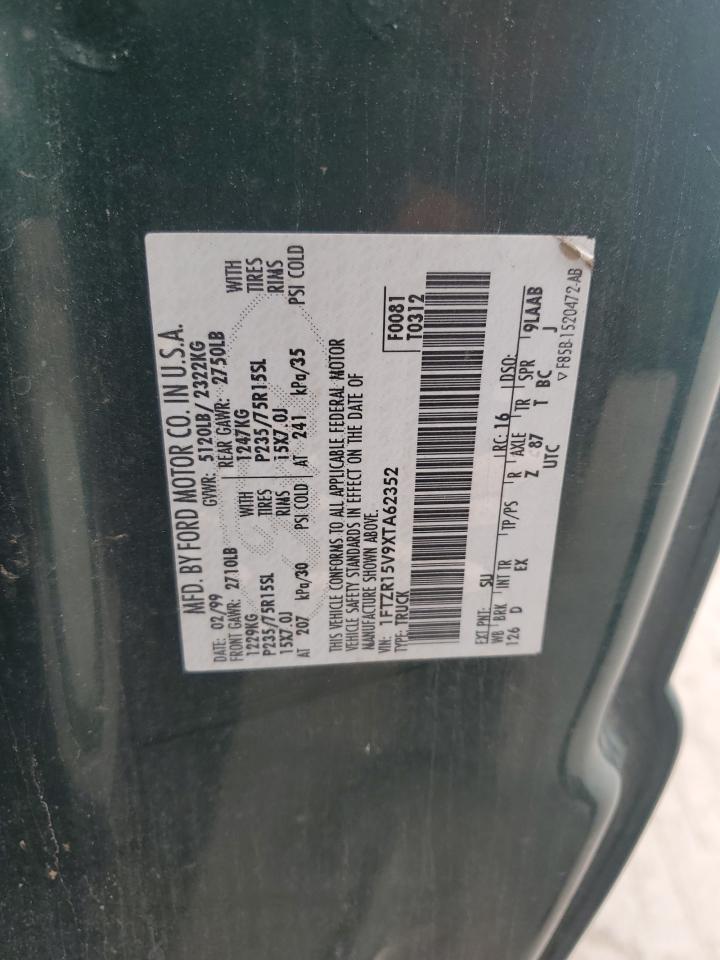 MFD. BY FORD MOTOR CO. IN U.S.A.
DATE: 02/99 GVWR: 5120LB/2322KG
FRONT GAWR: 2710LB REAR GAWR: 2750LB
1229KG WITH 1247KG WITH
P235/75R15SL TIRES P235/75R15SL TIRES
15X7.0J RIMS 15X7.0J RIMS
AT 207 kPa/30 PSI COLD AT 241 kPa/35 PSI COLD
THIS VEHICLE CONFORMS TO ALL APPLICABLE FEDERAL MOTOR
VEHICLE SAFETY STANDARDS IN EFFECT ON THE DATE OF
MANUFACTURE SHOWN ABOVE.
VIN: 1FTZR15V9XTA62352 F0081
TYPE: TRUCK T0312
EXT PNT: SU RC: 16 DSO:
WB BRK INT TR TP/PS R AXLE TR SPR 9LAAB
126 D EX Z 87 T BC J
UTC
▽ F85B-1520472-AB